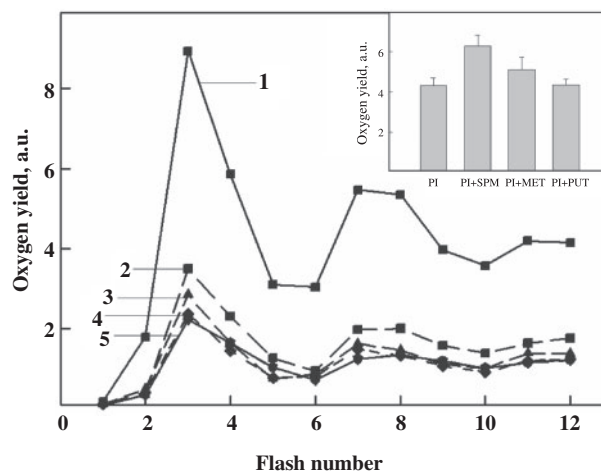 Oxygen yield, a.u.
8
6
4
2
0
2
4
6
8
10
12
Flash number
1
2
3
4
5
Oxygen yield, a.u.
6
4
2
PI
PI+SPM
PI+MET
PI+PUT